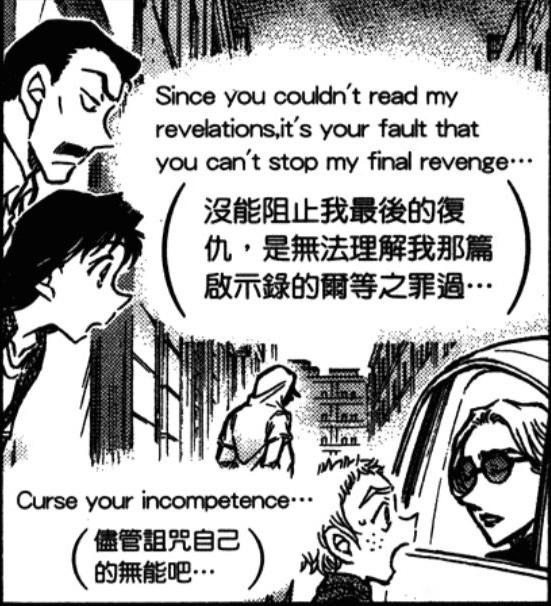 Since you couldn't read my
revelations,it's your fault that
you can't stop my final revenge…
(沒能阻止我最後的復
仇，是無法理解我那篇
啟示錄的爾等之罪過…)
Curse your incompetence…
(儘管詛咒自己
的無能吧…)